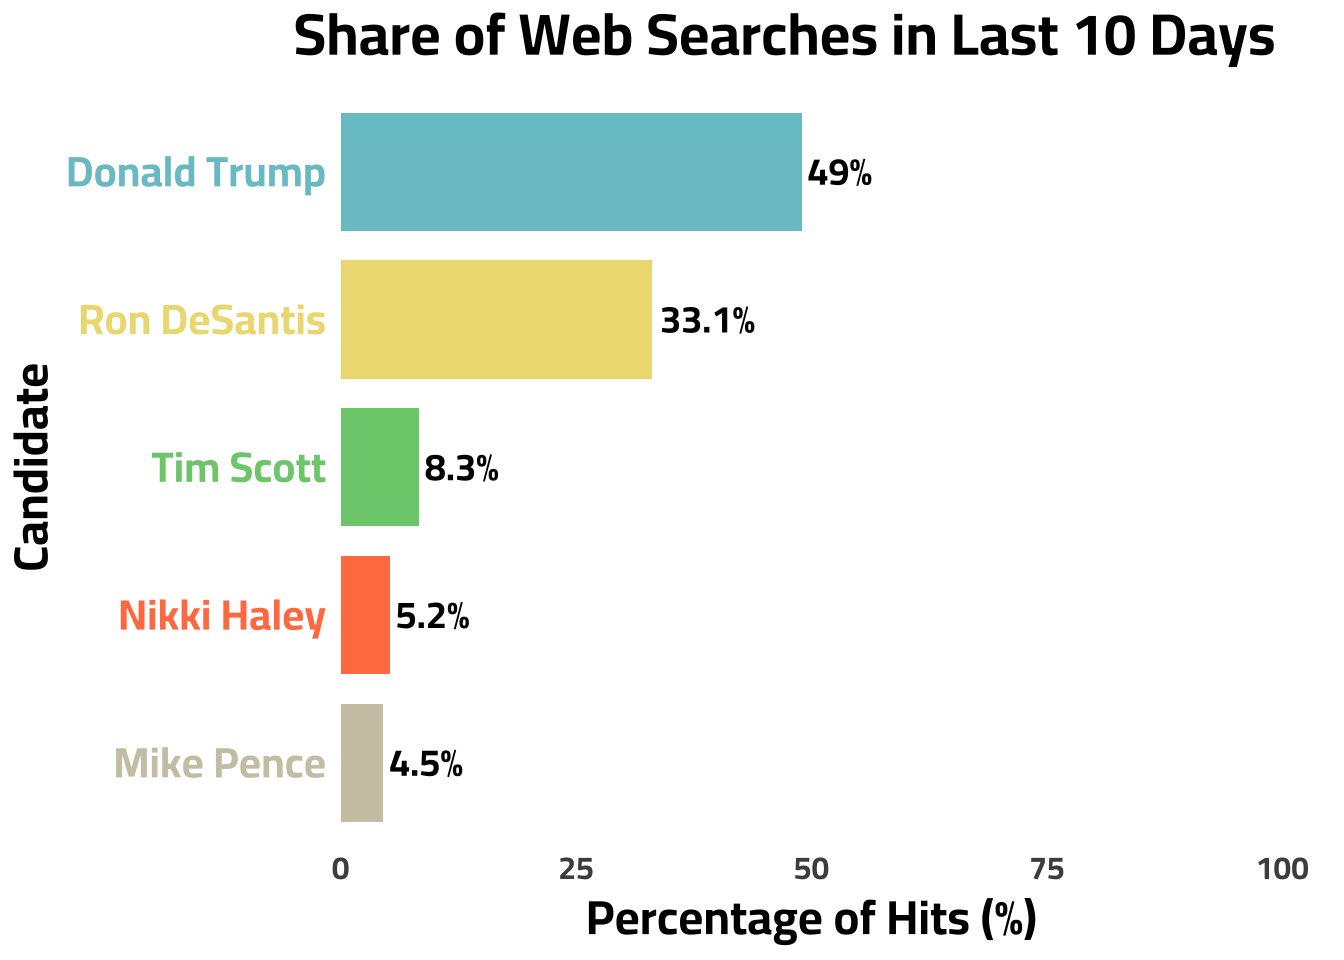 Share of Web Searches in Last 10 Days
Donald Trump
49%
Ron DeSantis
33.1%
Tim Scott
8.3%
Nikki Haley
5.2%
Mike Pence
4.5%
Candidate
0 25 50 75 100
Percentage of Hits (%)